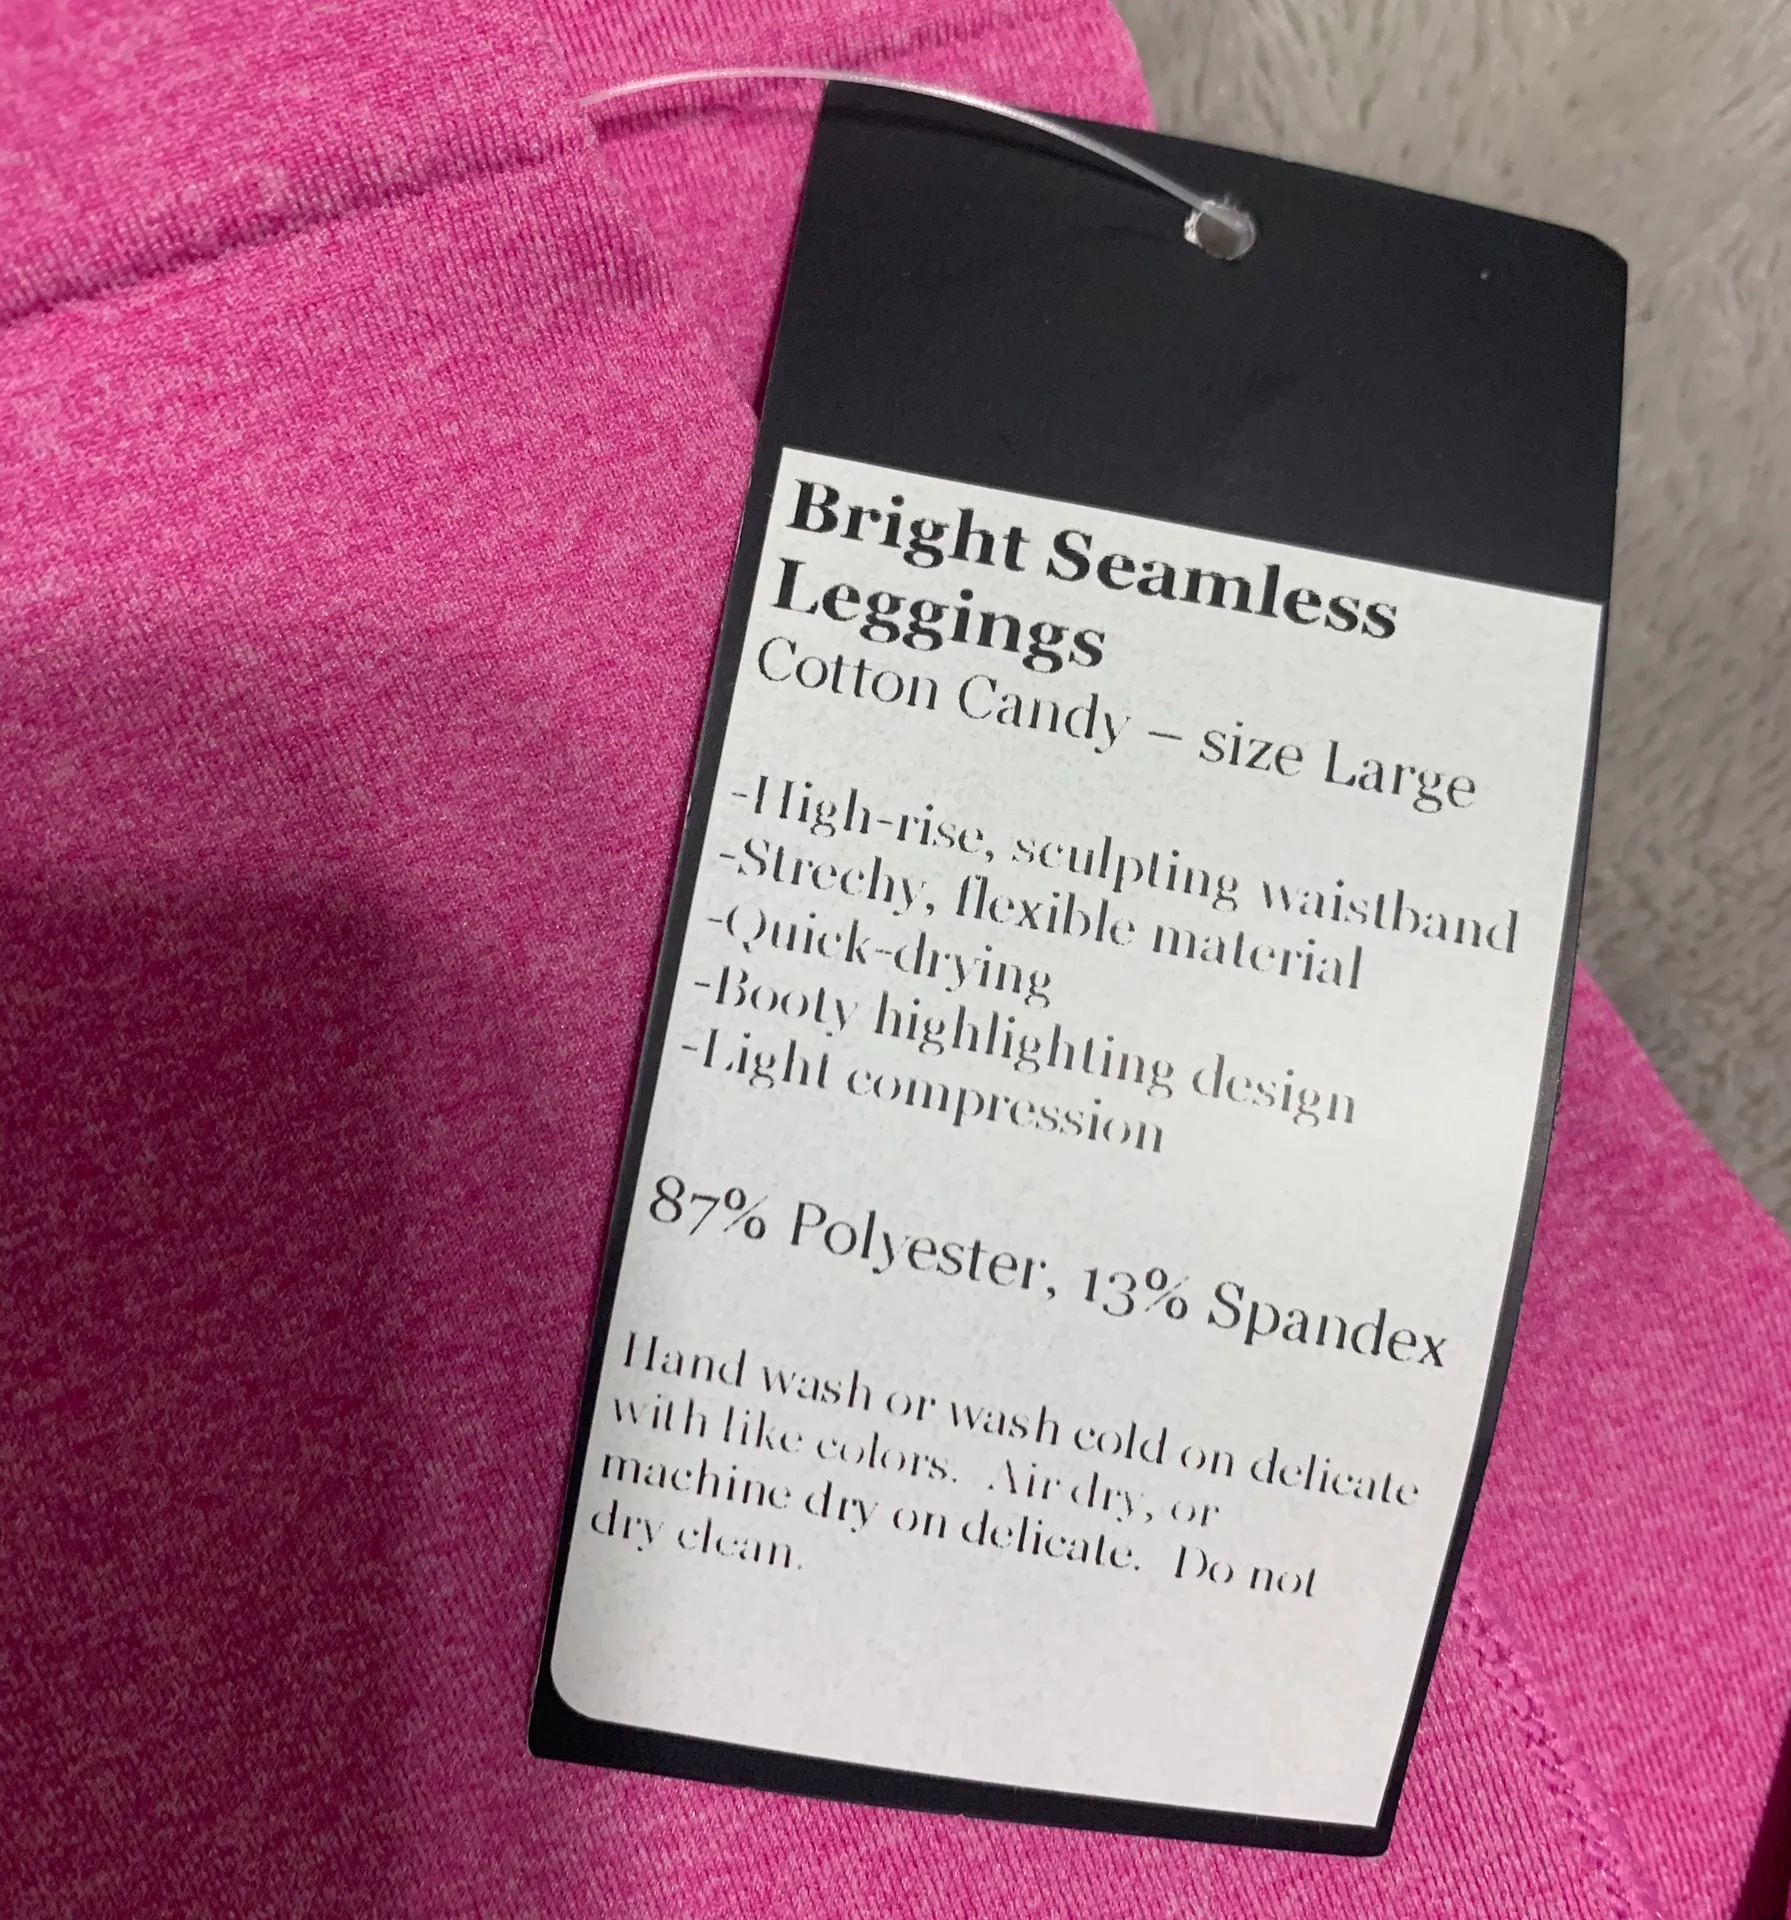 Bright Seamless
Leggings
Cotton Candy – size Large
-High-rise, sculpting waistband
-Strechy, flexible material
-Quick-drying
-Booty highlighting design
-Light compression
87% Polyester, 13% Spandex
Hand wash or wash cold on delicate
with like colors. Air dry, or
machine dry on delicate. Do not
dry clean.